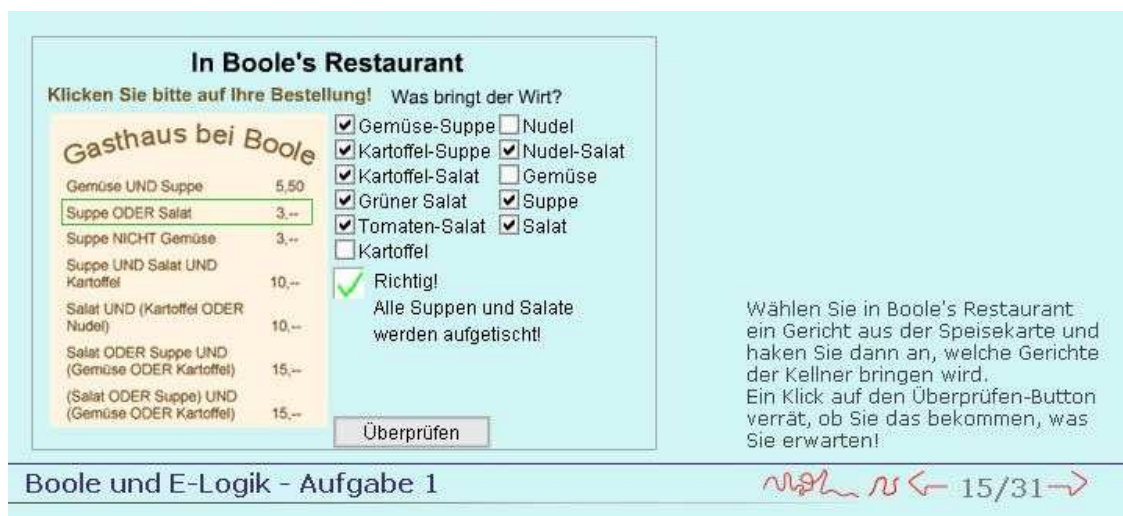 In Boole's Restaurant
Klicken Sie bitte auf Ihre Bestellung!
Was bringt der Wirt?
Gasthaus bei Boole
Gemüse UND Suppe 5,50
Suppe ODER Salat 3,--
Suppe NICHT Gemüse 3,--
Suppe UND Salat UND
Kartoffel 10,--
Salat UND (Kartoffel ODER
Nudel) 10,--
Salat ODER Suppe UND
(Gemüse ODER Kartoffel) 15,--
(Salat ODER Suppe) UND
(Gemüse ODER Kartoffel) 15,--
Gemüse-Suppe Nudel
Kartoffel-Suppe Nudel-Salat
Kartoffel-Salat Gemüse
Grüner Salat Suppe
Tomaten-Salat Salat
Kartoffel
Richtig!
Alle Suppen und Salate
werden aufgetischt!
Überprüfen
Wählen Sie in Boole's Restaurant
ein Gericht aus der Speisekarte und
haken Sie dann an, welche Gerichte
der Kellner bringen wird.
Ein Klick auf den Überprüfen-Button
verrät, ob Sie das bekommen, was
Sie erwarten!
Boole und E-Logik - Aufgabe 1
15/31